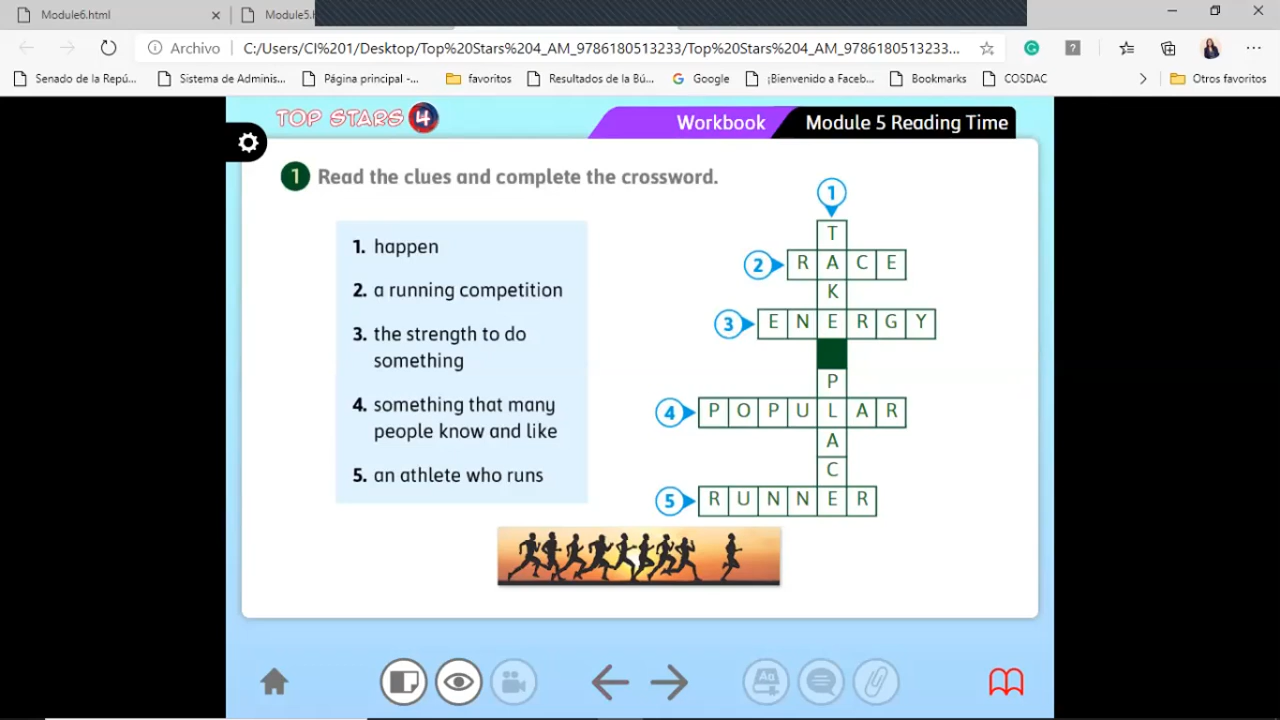 Module6.html
Module5.h
Archivo C:/Users/CI%201/Desktop/Top%20Stars%204_AM_9786180513233/Top%20Stars%204_AM_9786180513233...
Senado de la Repú... Sistema de Adminis... Página principal -... favoritos Resultados de la Bú... Google ¡Bienvenido a Faceb... Bookmarks COSDAC Otros favoritos
TOP STARS 4
Workbook Module 5 Reading Time
1 Read the clues and complete the crossword.
1. happen
2. a running competition
3. the strength to do
something
4. something that many
people know and like
5. an athlete who runs
1
T
2 R A C E
K
3 E N E R G Y
P
4 P O P U L A R
A
C
5 R U N N E R
Aa